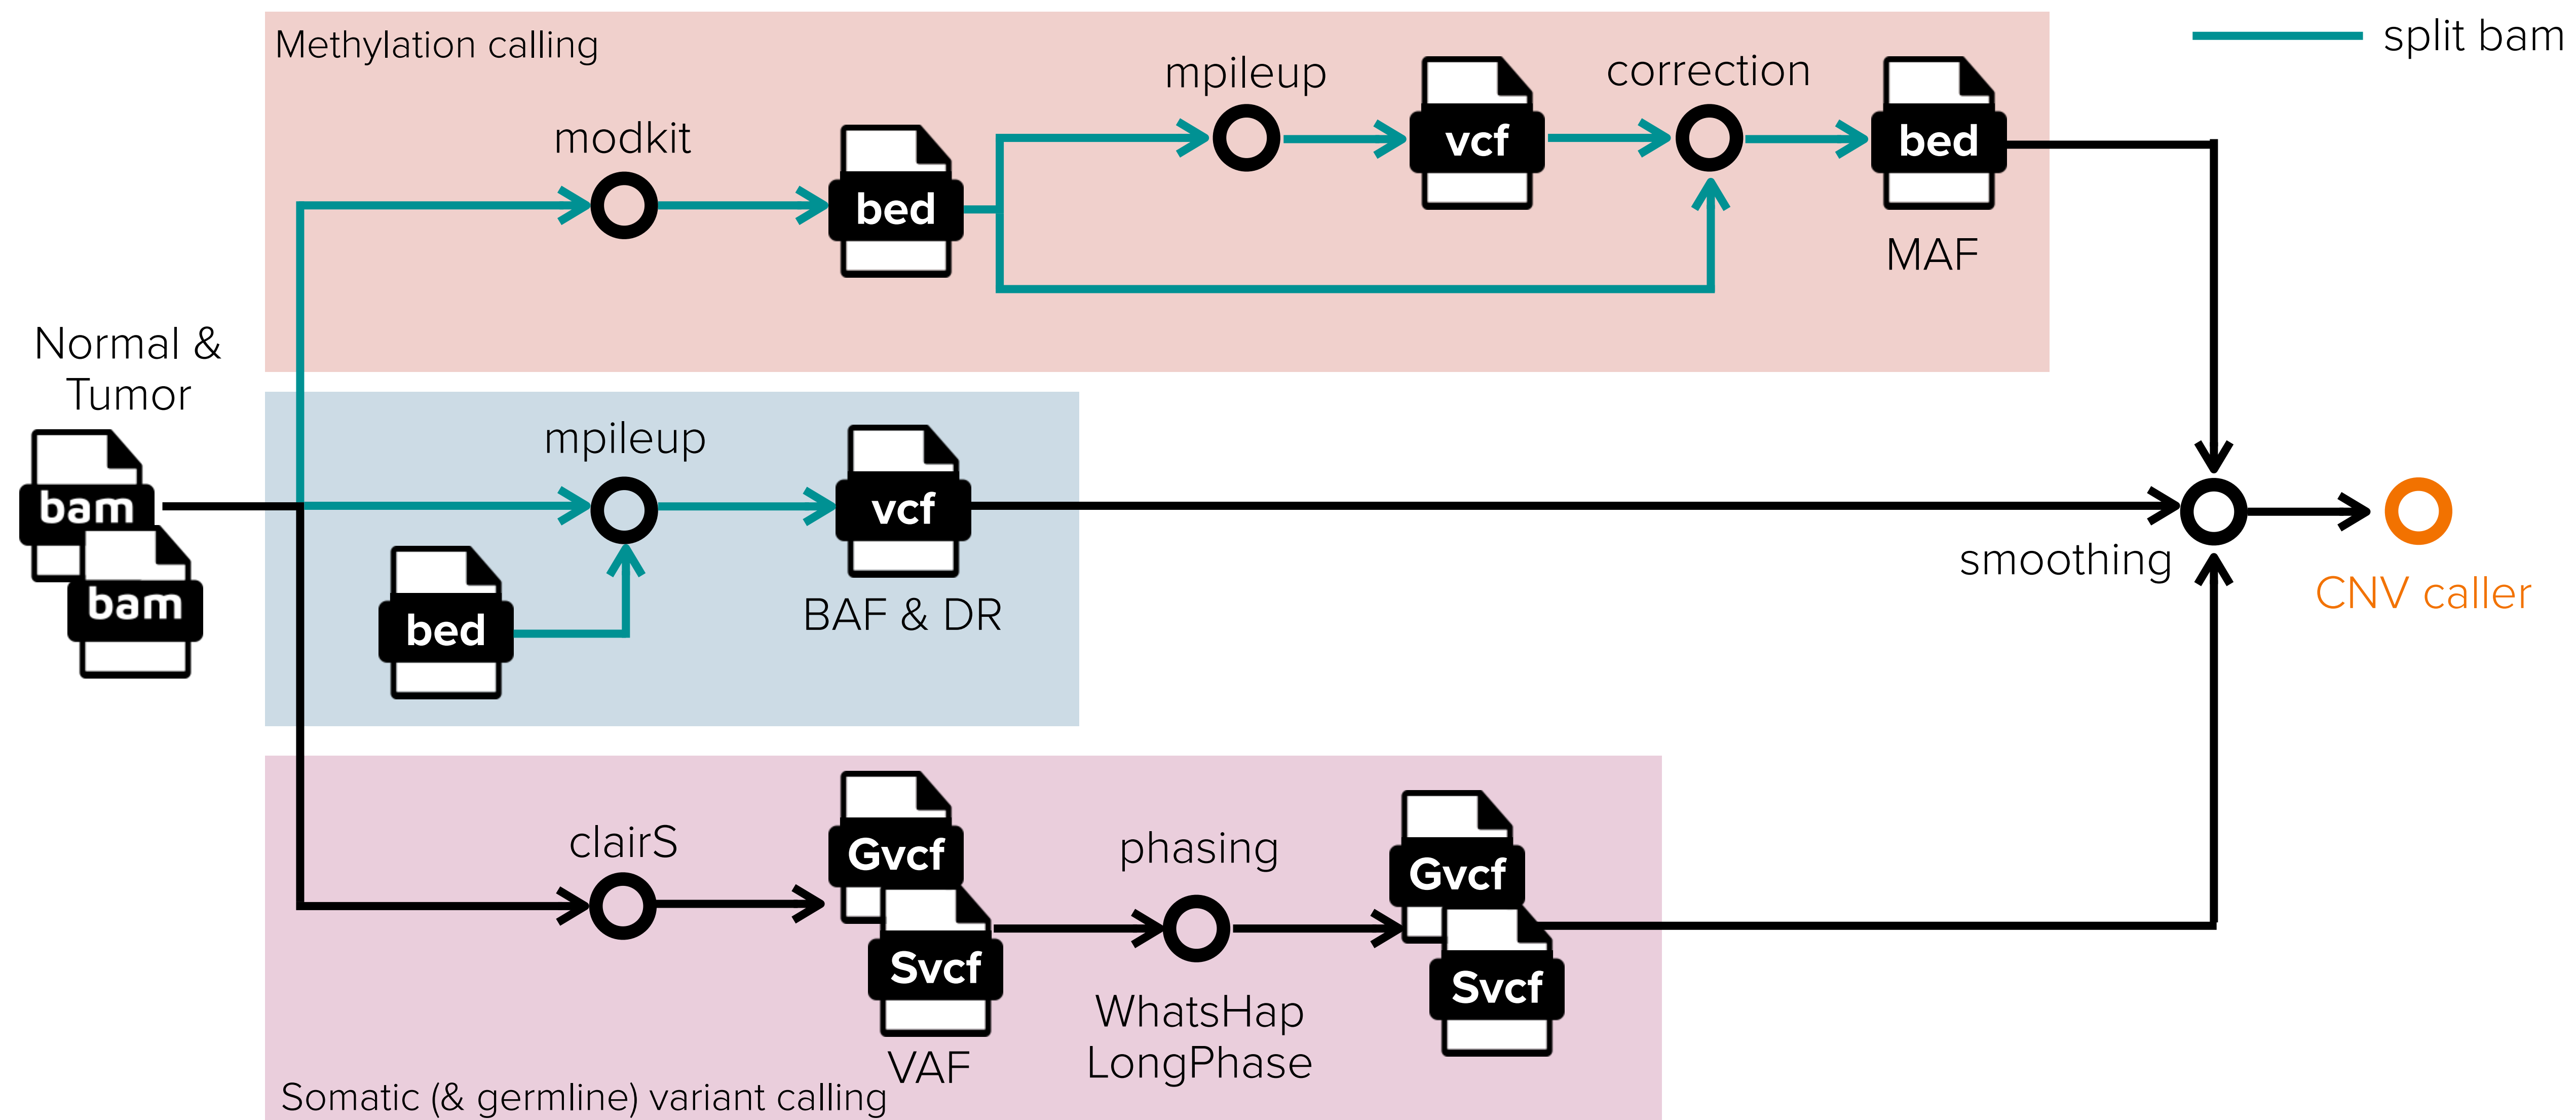 Methylation calling
split bam
mpileup
correction
modkit
vcf
bed
bed
MAF
Normal &
Tumor
mpileup
bam
vcf
bam
bed
BAF & DR
smoothing
CNV caller
clairS
phasing
Gvcf
Gvcf
Svcf
Svcf
WhatsHap
LongPhase
VAF
Somatic (& germline) variant calling